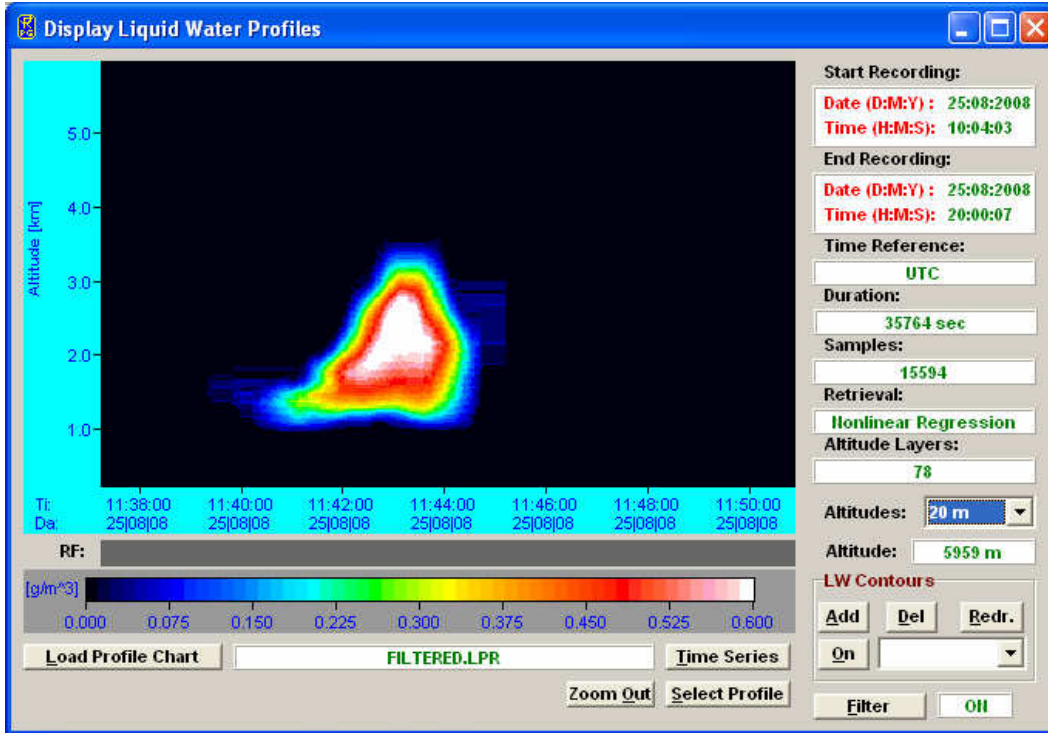 Display Liquid Water Profiles
Altitude [km]
5.0
4.0
3.0
2.0
1.0
Ti: 11:38:00 11:40:00 11:42:00 11:44:00 11:46:00 11:48:00 11:50:00
Da: 25|08|08 25|08|08 25|08|08 25|08|08 25|08|08 25|08|08 25|08|08
RF:
[g/m^3]
0.000 0.075 0.150 0.225 0.300 0.375 0.450 0.525 0.600
Load Profile Chart FILTERED.LPR Time Series
Zoom Out Select Profile
Start Recording:
Date (D:M:Y) : 25:08:2008
Time (H:M:S): 10:04:03
End Recording:
Date (D:M:Y) : 25:08:2008
Time (H:M:S): 20:00:07
Time Reference:
UTC
Duration:
35764 sec
Samples:
15594
Retrieval:
Nonlinear Regression
Altitude Layers:
78
Altitudes: 20 m
Altitude: 5959 m
LW Contours
Add Del Redr.
On
Filter ON